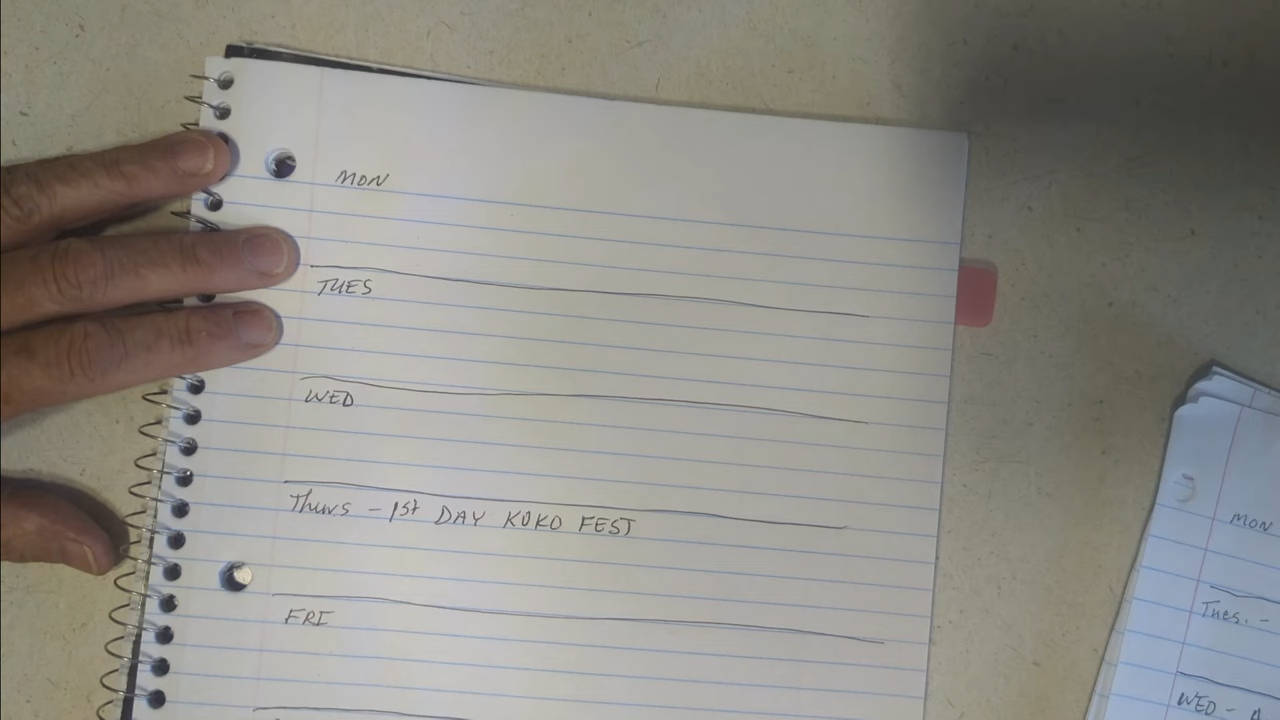 MON
TUES
WED
Thurs - 1st DAY KOKO FEST
FRI
MON
Tues. -
WED - A